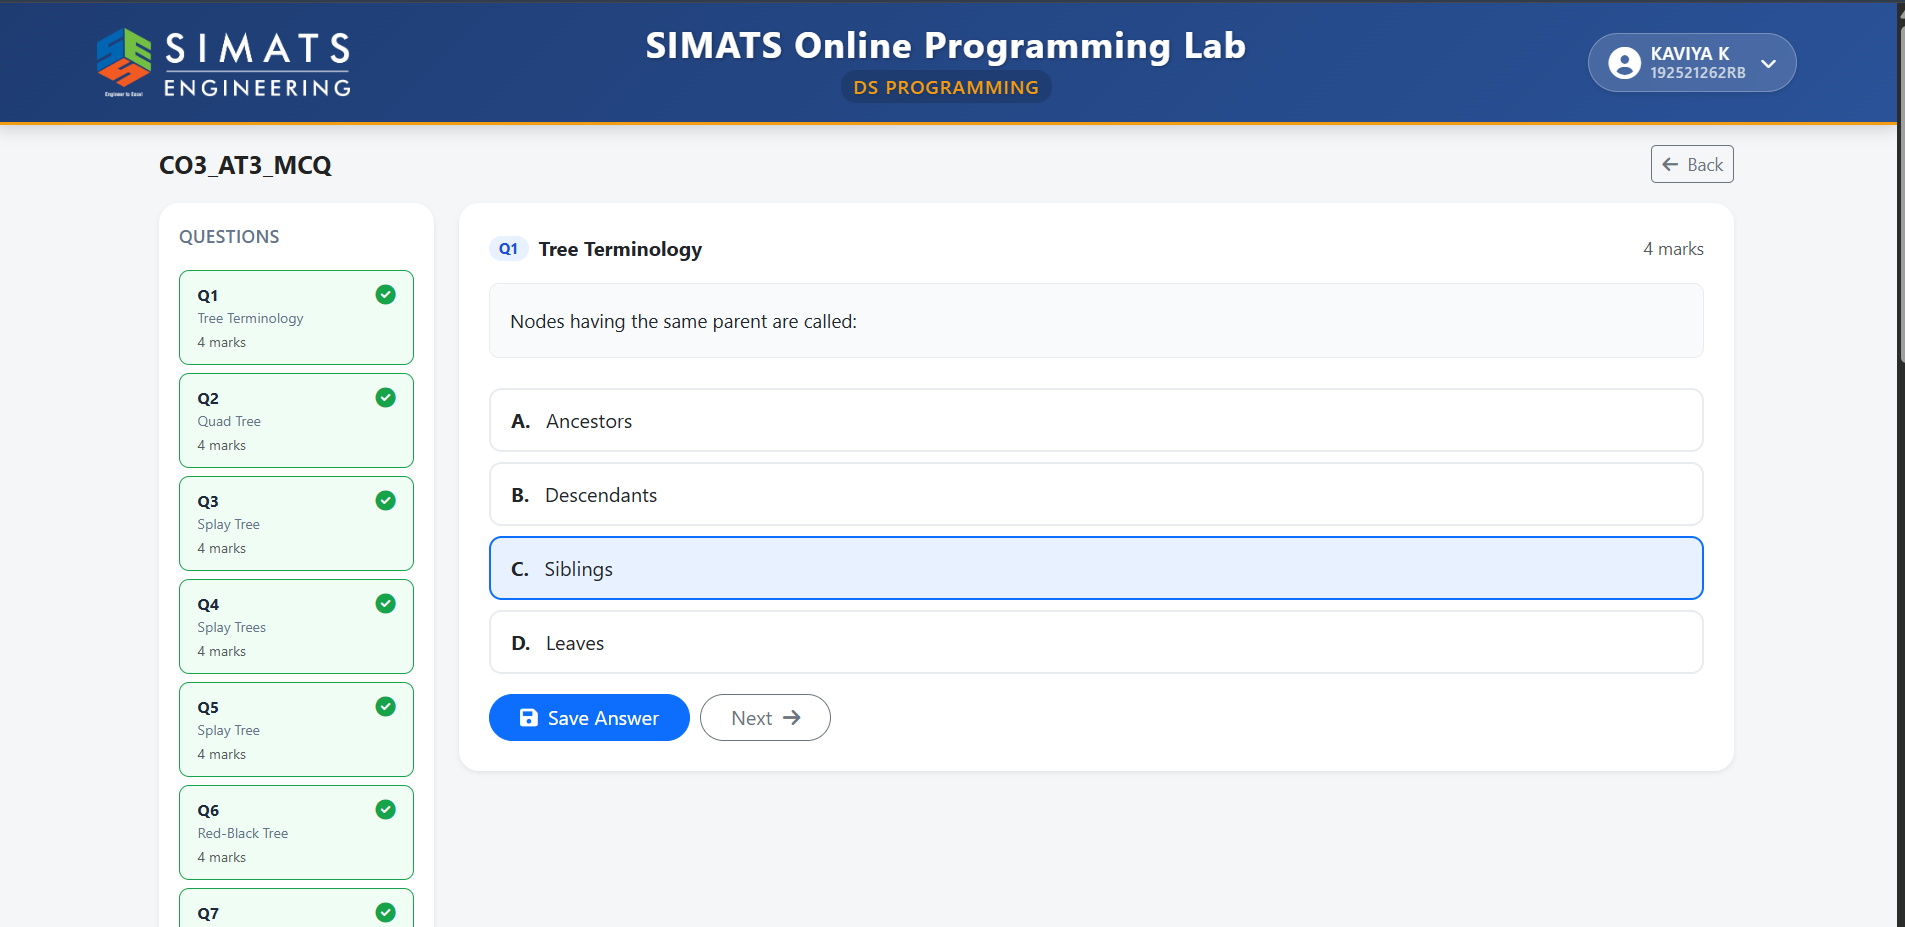 SIMATS
ENGINEERING
Engineer to Excel
SIMATS Online Programming Lab
DS PROGRAMMING
KAVIYA K
192521262RB
CO3_AT3_MCQ
Back
QUESTIONS
Q1
Tree Terminology
4 marks
Q2
Quad Tree
4 marks
Q3
Splay Tree
4 marks
Q4
Splay Trees
4 marks
Q5
Splay Tree
4 marks
Q6
Red-Black Tree
4 marks
Q7
Q1 Tree Terminology 4 marks
Nodes having the same parent are called:
A. Ancestors
B. Descendants
C. Siblings
D. Leaves
Save Answer Next